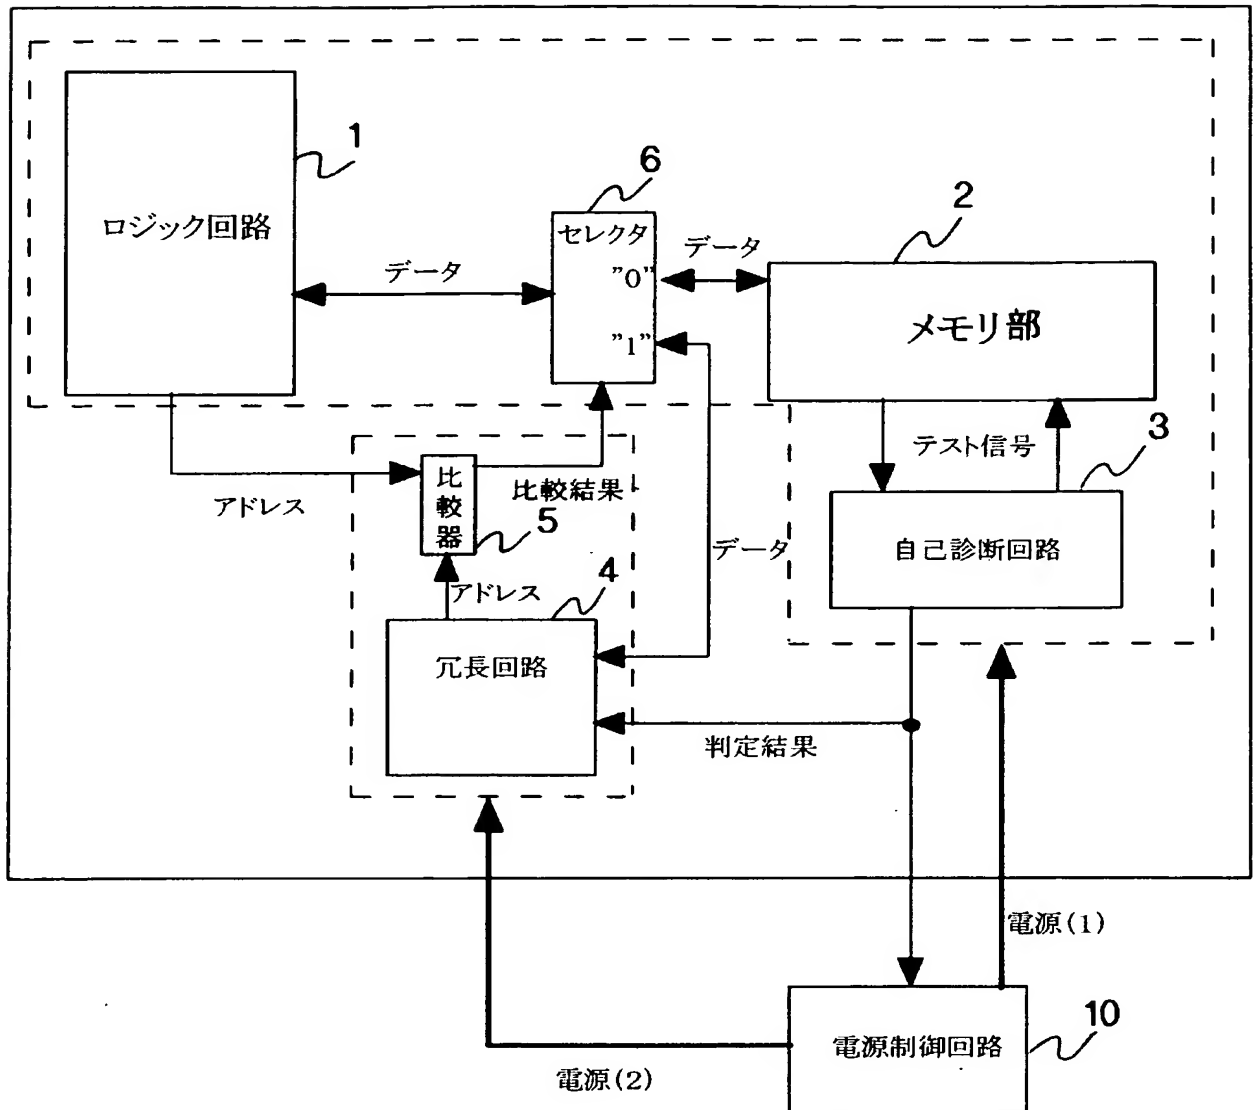 1
6
2
ロジック回路
セレクタ
データ
データ
"0"
"1"
メモリ部
アドレス
比較器
5
比較結果
テスト信号
3
データ
自己診断回路
アドレス
4
冗長回路
判定結果
電源(1)
電源(2)
電源制御回路
10